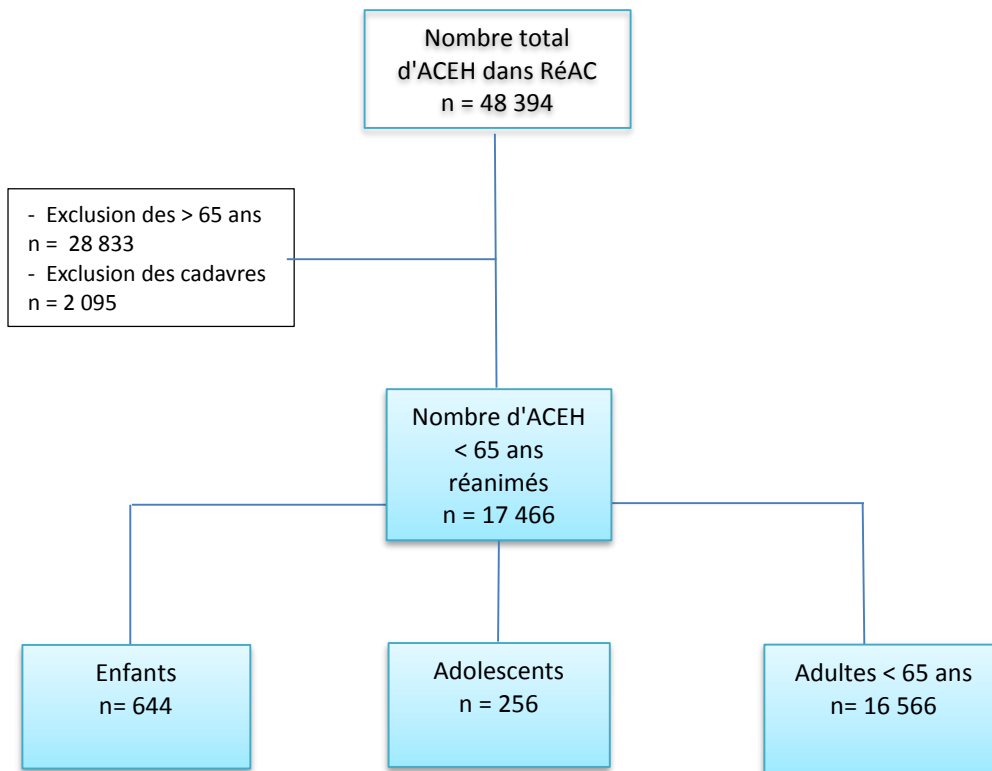 Nombre total
d'ACEH dans RéAC
n = 48 394
- Exclusion des > 65 ans
n = 28 833
- Exclusion des cadavres
n = 2 095
Nombre d'ACEH
< 65 ans
réanimés
n = 17 466
Enfants
n= 644
Adolescents
n = 256
Adultes < 65 ans
n= 16 566